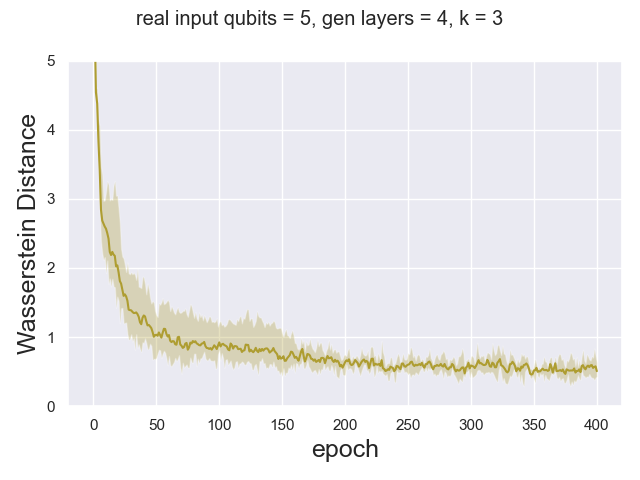 real input qubits = 5, gen layers = 4, k = 3
5
4
3
2
1
0
Wasserstein Distance
0 50 100 150 200 250 300 350 400
epoch